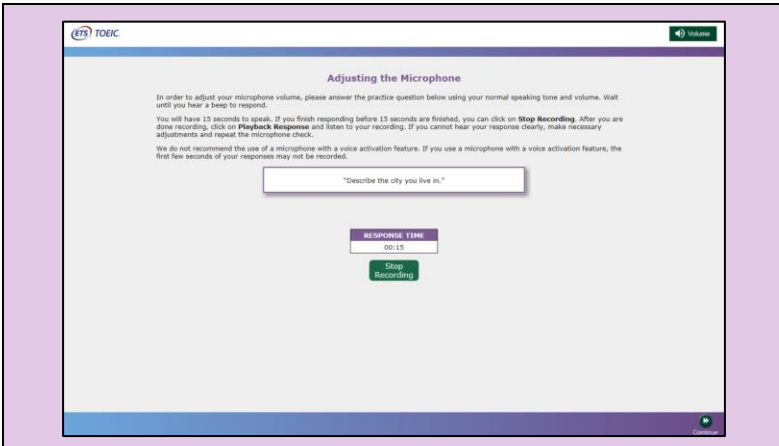 ETS TOEIC.
Volume
Adjusting the Microphone
In order to adjust your microphone volume, please answer the practice question below using your normal speaking tone and volume. Wait
until you hear a beep to respond.
You will have 15 seconds to speak. If you finish responding before 15 seconds are finished, you can click on Stop Recording. After you are
done recording, click on Playback Response and listen to your recording. If you cannot hear your response clearly, make necessary
adjustments and repeat the microphone check.
We do not recommend the use of a microphone with a voice activation feature. If you use a microphone with a voice activation feature, the
first few seconds of your responses may not be recorded.
"Describe the city you live in."
RESPONSE TIME
00:15
Stop
Recording
Continue